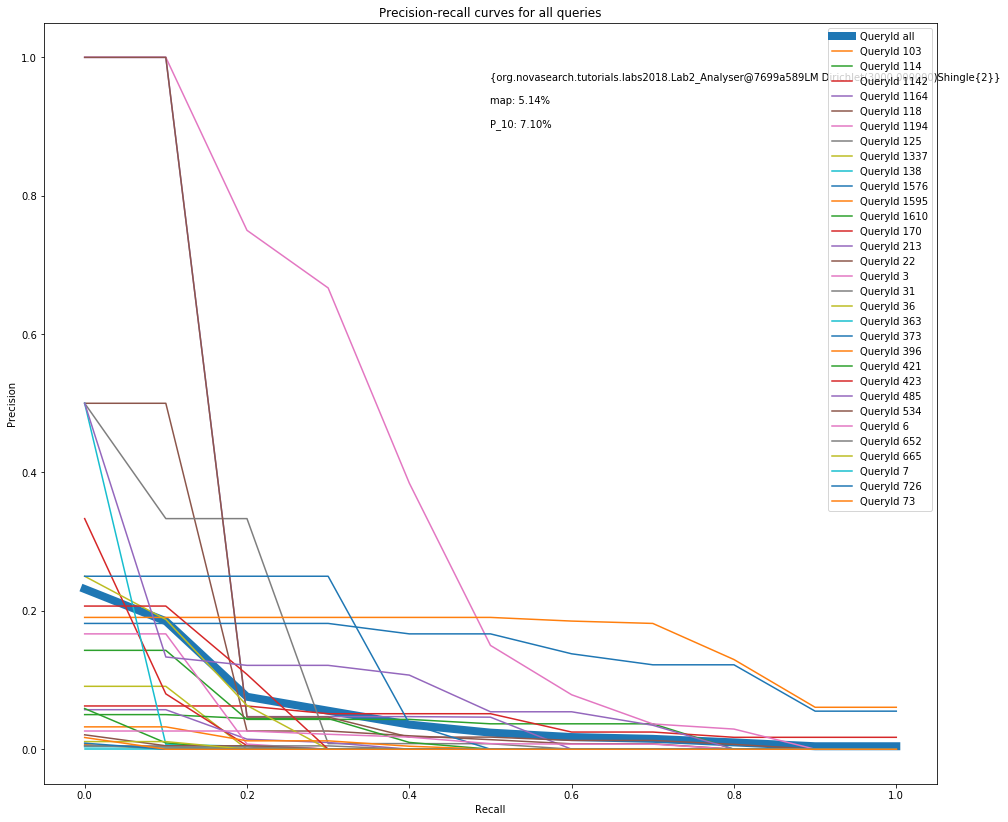 Precision-recall curves for all queries
1.0
0.8
0.6
0.4
0.2
0.0
Precision
0.0
0.2
0.4
0.6
0.8
1.0
Recall
{org.novasearch.tutorials.labs2018.Lab2_Analyser@7699a589LM Shingle{2}}
map: 5.14%
P_10: 7.10%
QueryId all
QueryId 103
QueryId 114
QueryId 1142
QueryId 1164
QueryId 118
QueryId 1194
QueryId 125
QueryId 1337
QueryId 138
QueryId 1576
QueryId 1595
QueryId 1610
QueryId 170
QueryId 213
QueryId 22
QueryId 3
QueryId 31
QueryId 36
QueryId 363
QueryId 373
QueryId 396
QueryId 421
QueryId 423
QueryId 485
QueryId 534
QueryId 6
QueryId 652
QueryId 665
QueryId 7
QueryId 726
QueryId 73